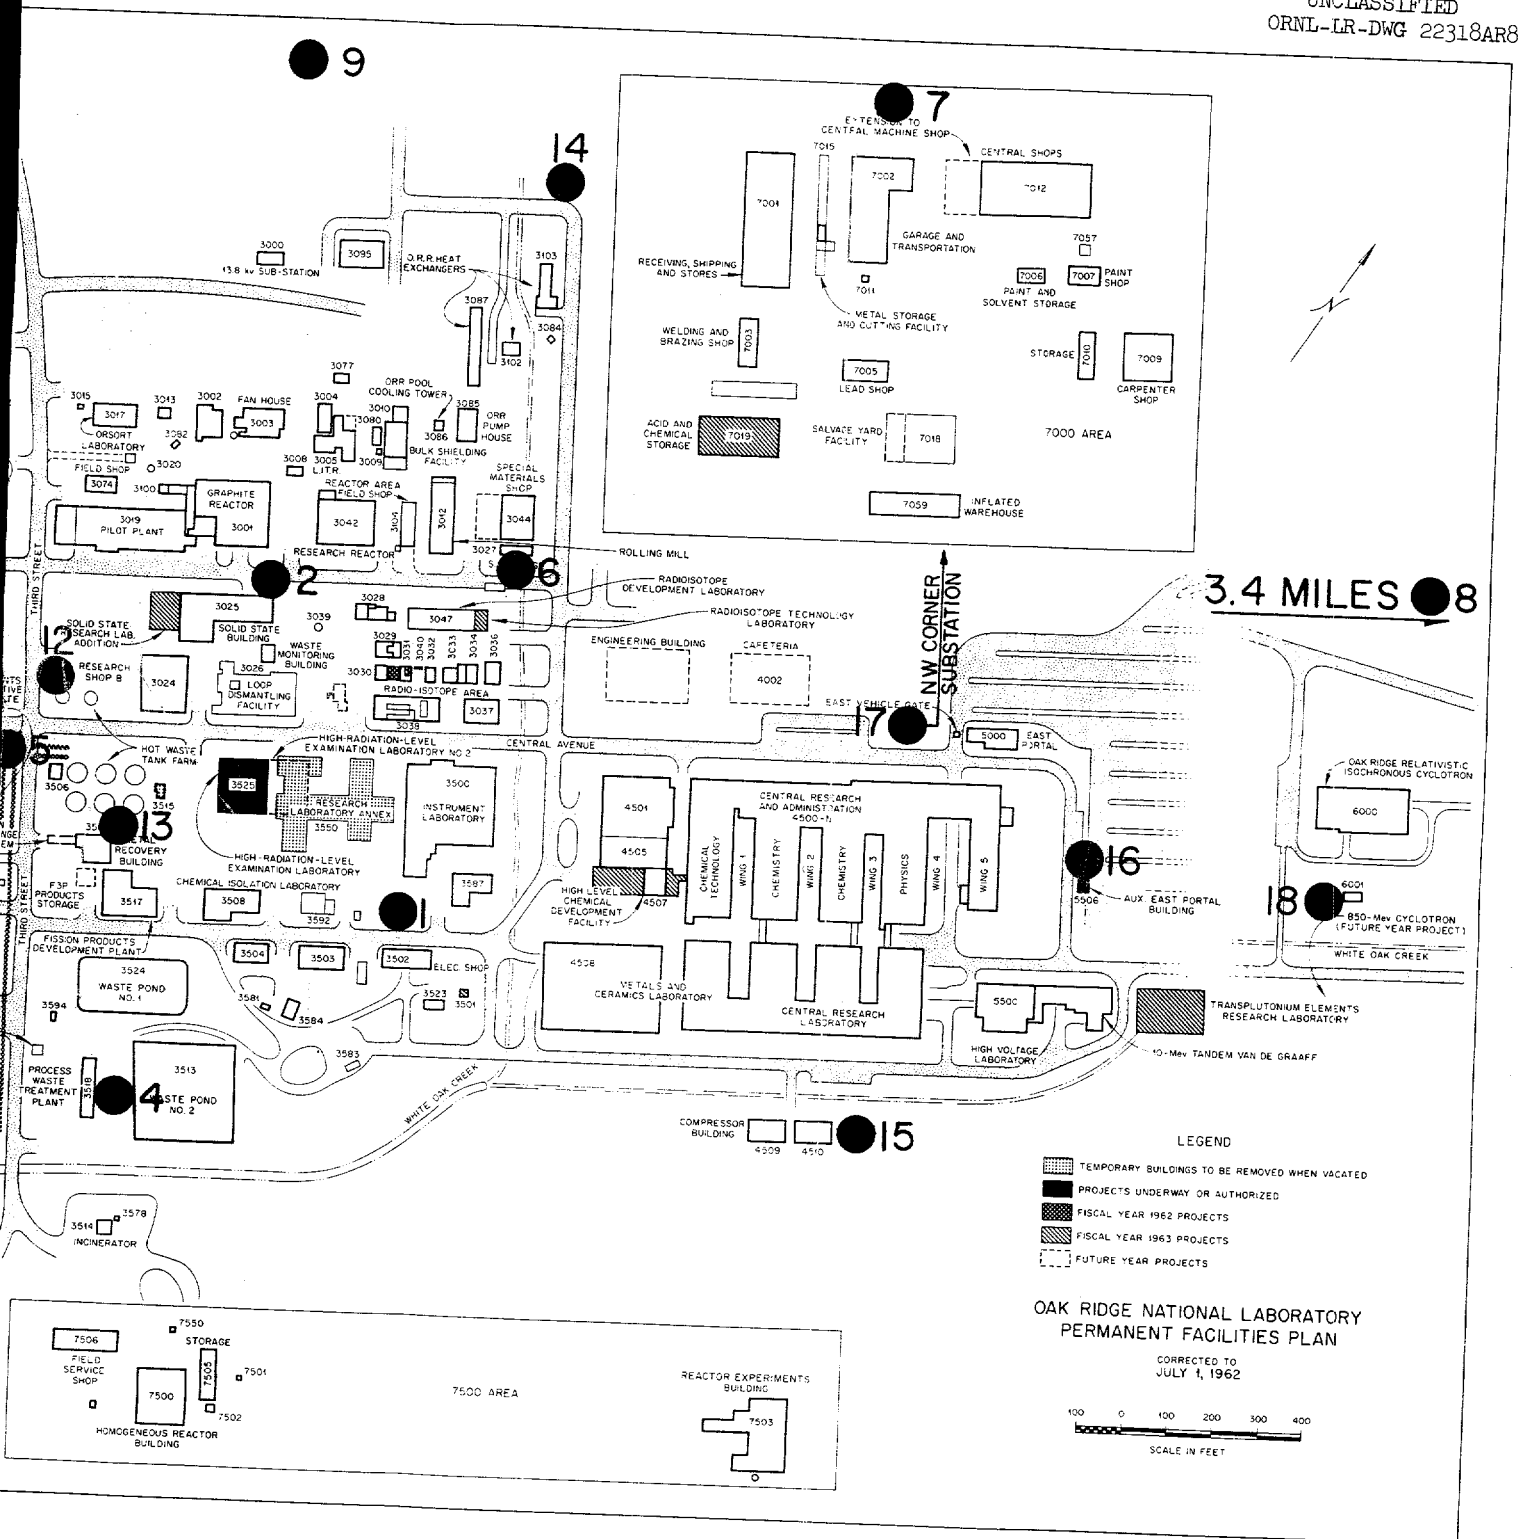 UNCLASSIFIED
ORNL-LR-DWG 22318AR8
9
7
14
EXTENSION TO
CENTRAL MACHINE SHOP
7015
CENTRAL SHOPS
7001
7002
7012
GARAGE AND
TRANSPORTATION
7057
RECEIVING, SHIPPING
AND STORES
7011
7006
7007
PAINT
SHOP
PAINT AND
SOLVENT STORAGE
METAL STORAGE
AND CUTTING FACILITY
WELDING AND
BRAZING SHOP
7003
7005
LEAD SHOP
STORAGE
7010
7009
CARPENTER
SHOP
ACID AND
CHEMICAL
STORAGE
7019
SALVAGE YARD
FACILITY
7018
7000 AREA
7059
INFLATED
WAREHOUSE
N
3000
13.8 kv SUB-STATION
3095
O.R.R. HEAT
EXCHANGERS
3103
3087
3084
3102
3077
ORR POOL
COOLING TOWER
3015
3017
ORSORT
LABORATORY
3013
3002
FAN HOUSE
3003
3004
3010
3080
3085
ORR
PUMP
HOUSE
3086
3082
3005
L.I.T.R.
3009
BULK SHIELDING
FACILITY
3008
FIELD SHOP
3074
3020
3100
GRAPHITE
REACTOR
3001
REACTOR AREA
FIELD SHOP
SPECIAL
MATERIALS
SHOP
3019
PILOT PLANT
3042
RESEARCH REACTOR
3104
3012
3044
3027
ROLLING MILL
THIRD STREET
2
6
RADIOISOTOPE
DEVELOPMENT LABORATORY
RADIOISOTOPE TECHNOLOGY
LABORATORY
NW CORNER
SUBSTATION
3.4 MILES 8
SOLID STATE
RESEARCH LAB.
ADDITION
3025
SOLID STATE
BUILDING
3039
3028
3047
12
RESEARCH
SHOP B
3024
WASTE
MONITORING
BUILDING
3026
LOOP
DISMANTLING
FACILITY
3029
3031
3040
3032
3033
3034
3036
3030
RADIO-ISOTOPE AREA
3038
3037
ENGINEERING BUILDING
CAFETERIA
4002
EAST VEHICLE GATE
17
5000
EAST
PORTAL
5
HOT WASTE
TANK FARM
HIGH-RADIATION-LEVEL
EXAMINATION LABORATORY NO 2
CENTRAL AVENUE
3506
3515
3525
RESEARCH
LABORATORY ANNEX
3550
3500
INSTRUMENT
LABORATORY
4501
4505
CENTRAL RESEARCH
AND ADMINISTRATION
4500-N
OAK RIDGE RELATIVISTIC
ISOCHRONOUS CYCLOTRON
6000
13
METAL
RECOVERY
BUILDING
HIGH-RADIATION-LEVEL
EXAMINATION LABORATORY
CHEMICAL ISOLATION LABORATORY
CHEMICAL
TECHNOLOGY
WING 1
CHEMISTRY
WING 2
CHEMISTRY
WING 3
PHYSICS
WING 4
WING 5
16
5506
AUX. EAST PORTAL
BUILDING
18
6001
850-Mev CYCLOTRON
(FUTURE YEAR PROJECT)
WHITE OAK CREEK
F3P
PRODUCTS
STORAGE
3517
3508
3592
1
3587
HIGH LEVEL
CHEMICAL
DEVELOPMENT
FACILITY
4507
THIRD STREET
FISSION PRODUCTS
DEVELOPMENT PLANT
3504
3503
3502
ELEC. SHOP
3524
WASTE POND
NO. 1
3581
3584
3523
3501
4508
METALS AND
CERAMICS LABORATORY
CENTRAL RESEARCH
LABORATORY
5500
HIGH VOLTAGE
LABORATORY
TRANSPLUTONIUM ELEMENTS
RESEARCH LABORATORY
10-Mev TANDEM VAN DE GRAAFF
3594
3583
PROCESS
WASTE
TREATMENT
PLANT
3518
4
3513
WASTE POND
NO. 2
WHITE OAK CREEK
COMPRESSOR
BUILDING
4509
4510
15
LEGEND
TEMPORARY BUILDINGS TO BE REMOVED WHEN VACATED
PROJECTS UNDERWAY OR AUTHORIZED
FISCAL YEAR 1962 PROJECTS
FISCAL YEAR 1963 PROJECTS
FUTURE YEAR PROJECTS
3578
3514
INCINERATOR
OAK RIDGE NATIONAL LABORATORY
PERMANENT FACILITIES PLAN
CORRECTED TO
JULY 1, 1962
100 0 100 200 300 400
SCALE IN FEET
7506
FIELD
SERVICE
SHOP
7550
STORAGE
7505
7501
7500
7502
HOMOGENEOUS REACTOR
BUILDING
7500 AREA
REACTOR EXPERIMENTS
BUILDING
7503